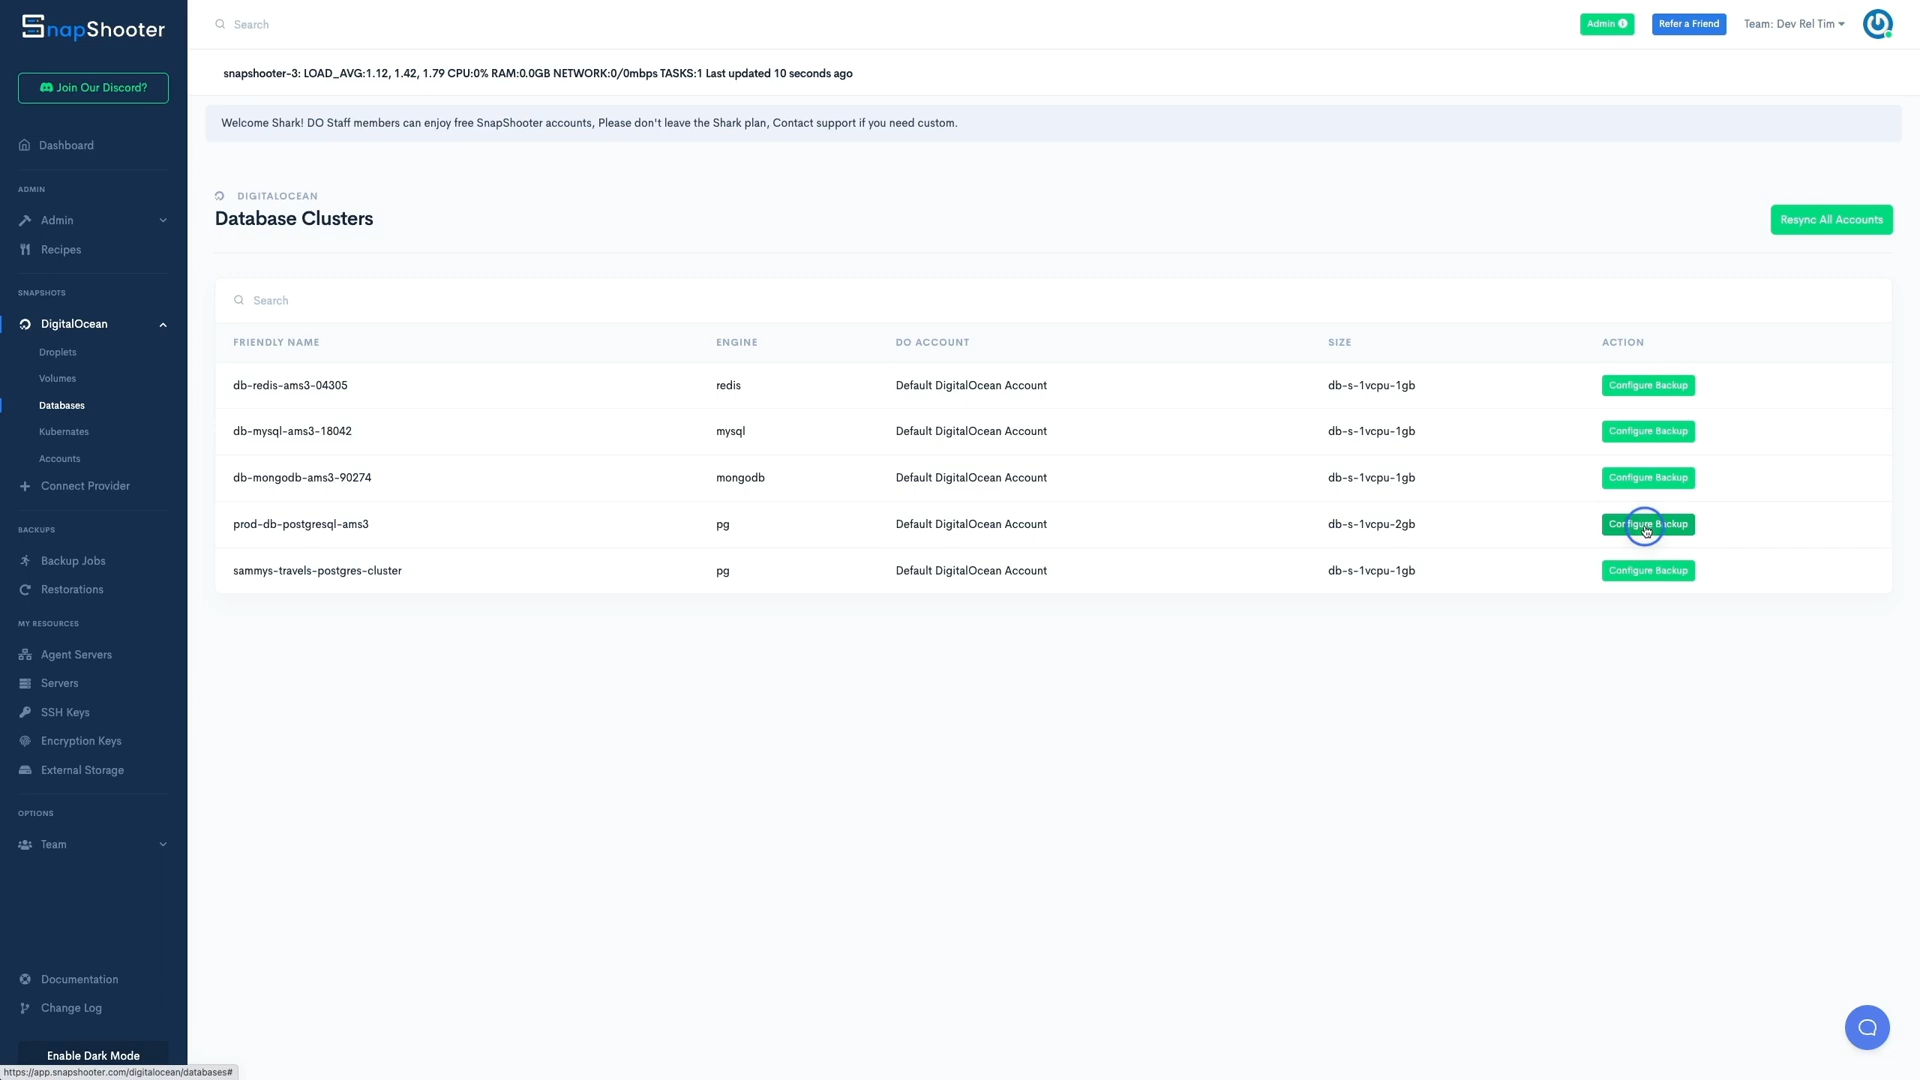 SnapShooter
Search
Admin
Refer a Friend
Team: Dev Rel Tim
Join Our Discord?
snapshooter-3: LOAD_AVG:1.12, 1.42, 1.79 CPU:0% RAM:0.0GB NETWORK:0/0mbps TASKS:1 Last updated 10 seconds ago
Welcome Shark! DO Staff members can enjoy free SnapShooter accounts, Please don't leave the Shark plan, Contact support if you need custom.
Dashboard
ADMIN
Admin
Recipes
SNAPSHOTS
DigitalOcean
Droplets
Volumes
Databases
Kubernates
Accounts
Connect Provider
BACKUPS
Backup Jobs
Restorations
MY RESOURCES
Agent Servers
Servers
SSH Keys
Encryption Keys
External Storage
OPTIONS
Team
Documentation
Change Log
Enable Dark Mode
DIGITALOCEAN
Database Clusters
Resync All Accounts
Search
FRIENDLY NAME ENGINE DO ACCOUNT SIZE ACTION
db-redis-ams3-04305 redis Default DigitalOcean Account db-s-1vcpu-1gb Configure Backup
db-mysql-ams3-18042 mysql Default DigitalOcean Account db-s-1vcpu-1gb Configure Backup
db-mongodb-ams3-90274 mongodb Default DigitalOcean Account db-s-1vcpu-1gb Configure Backup
prod-db-postgresql-ams3 pg Default DigitalOcean Account db-s-1vcpu-2gb Configure Backup
sammys-travels-postgres-cluster pg Default DigitalOcean Account db-s-1vcpu-1gb Configure Backup
https://app.snapshooter.com/digitalocean/databases#